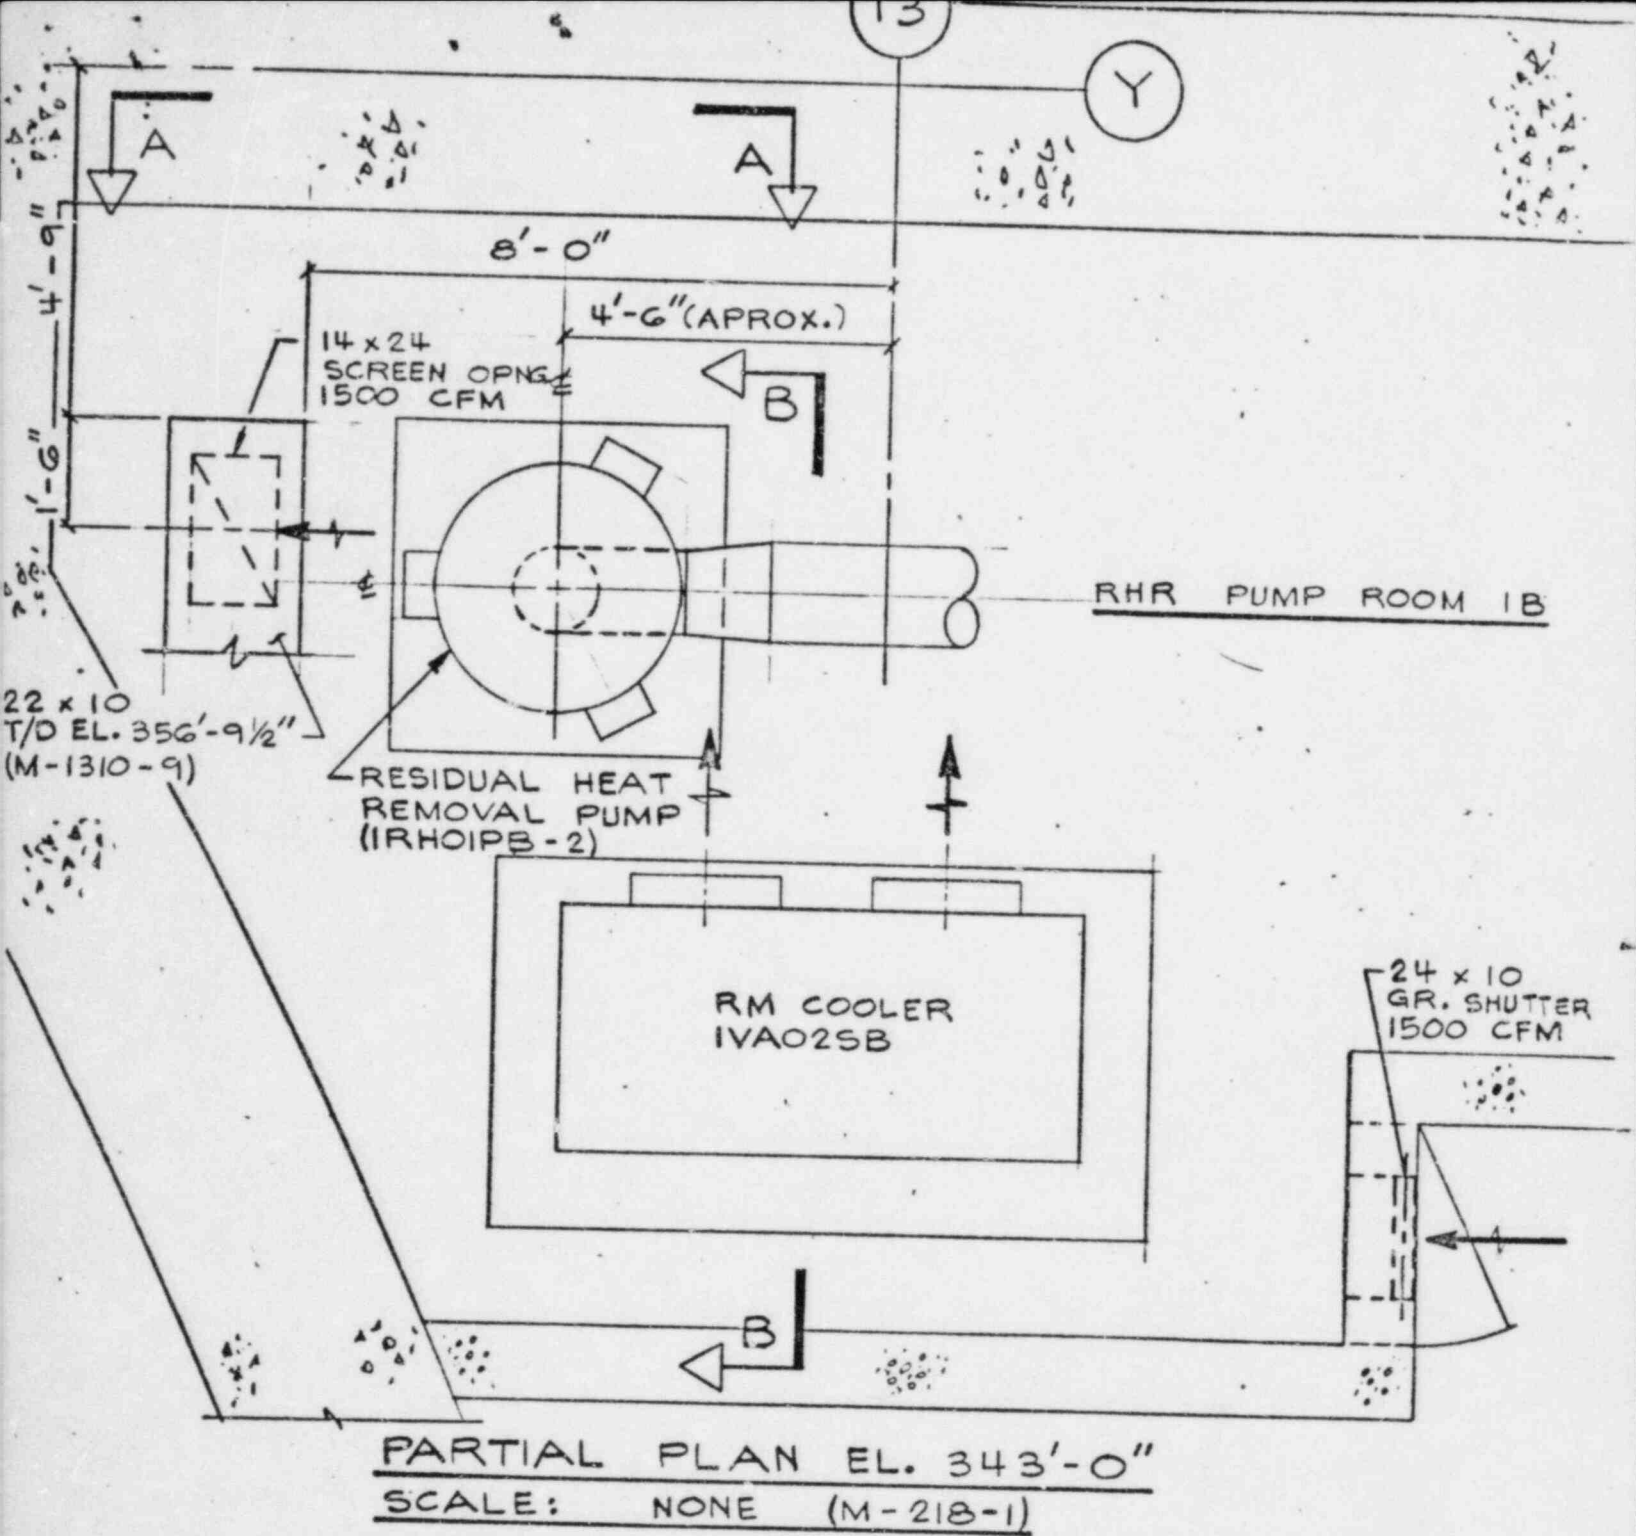 13
Y
A
A
4'-9"
8'-0"
4'-6"(APROX.)
14 x 24
SCREEN OPNG.
1500 CFM
B
1'-6"
RHR PUMP ROOM 1B
22 x 10
T/D EL. 356'-9½"
(M-1310-9)
RESIDUAL HEAT
REMOVAL PUMP
(1RHO1PB-2)
RM COOLER
1VA02SB
24 x 10
GR. SHUTTER
1500 CFM
B
PARTIAL PLAN EL. 343'-0"
SCALE: NONE (M-218-1)